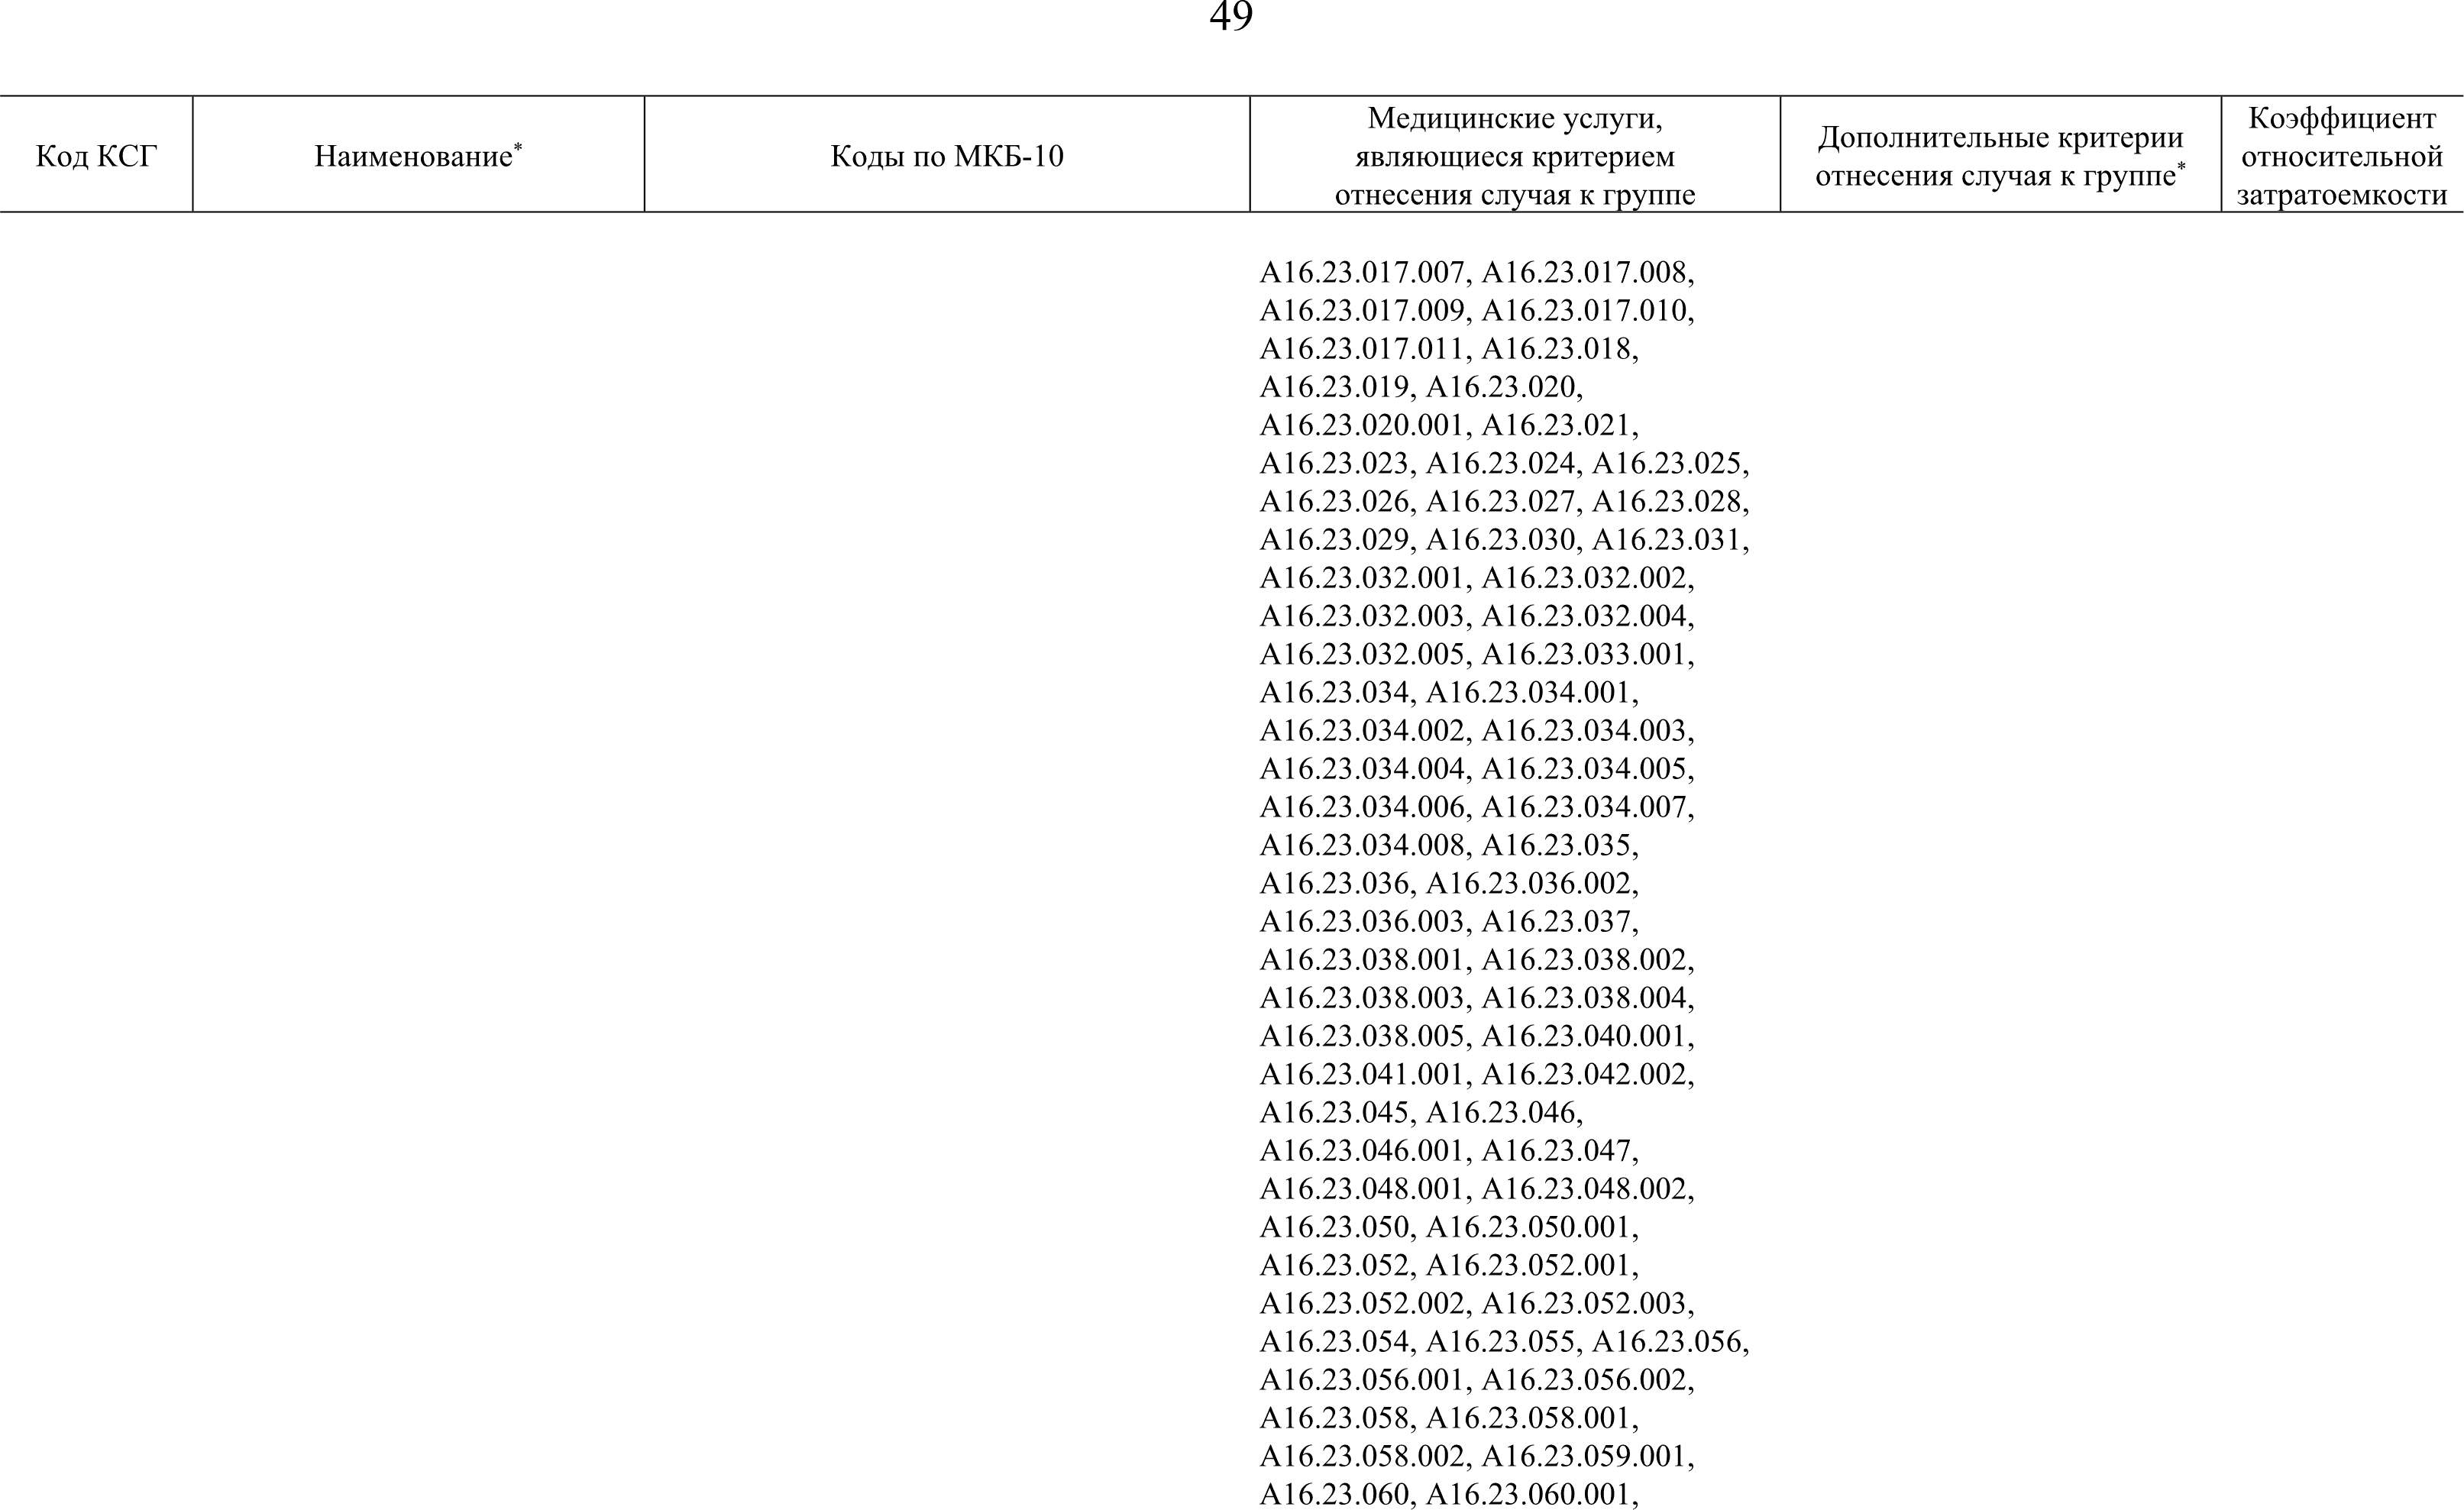 49
Код КСГ
Наименование*
Коды по МКБ-10
Медицинские услуги,
являющиеся критерием
отнесения случая к группе
Дополнительные критерии
отнесения случая к группе*
Коэффициент
относительной
затратоемкости
A16.23.017.007, A16.23.017.008,
A16.23.017.009, A16.23.017.010,
A16.23.017.011, A16.23.018,
A16.23.019, A16.23.020,
A16.23.020.001, A16.23.021,
A16.23.023, A16.23.024, A16.23.025,
A16.23.026, A16.23.027, A16.23.028,
A16.23.029, A16.23.030, A16.23.031,
A16.23.032.001, A16.23.032.002,
A16.23.032.003, A16.23.032.004,
A16.23.032.005, A16.23.033.001,
A16.23.034, A16.23.034.001,
A16.23.034.002, A16.23.034.003,
A16.23.034.004, A16.23.034.005,
A16.23.034.006, A16.23.034.007,
A16.23.034.008, A16.23.035,
A16.23.036, A16.23.036.002,
A16.23.036.003, A16.23.037,
A16.23.038.001, A16.23.038.002,
A16.23.038.003, A16.23.038.004,
A16.23.038.005, A16.23.040.001,
A16.23.041.001, A16.23.042.002,
A16.23.045, A16.23.046,
A16.23.046.001, A16.23.047,
A16.23.048.001, A16.23.048.002,
A16.23.050, A16.23.050.001,
A16.23.052, A16.23.052.001,
A16.23.052.002, A16.23.052.003,
A16.23.054, A16.23.055, A16.23.056,
A16.23.056.001, A16.23.056.002,
A16.23.058, A16.23.058.001,
A16.23.058.002, A16.23.059.001,
A16.23.060, A16.23.060.001,